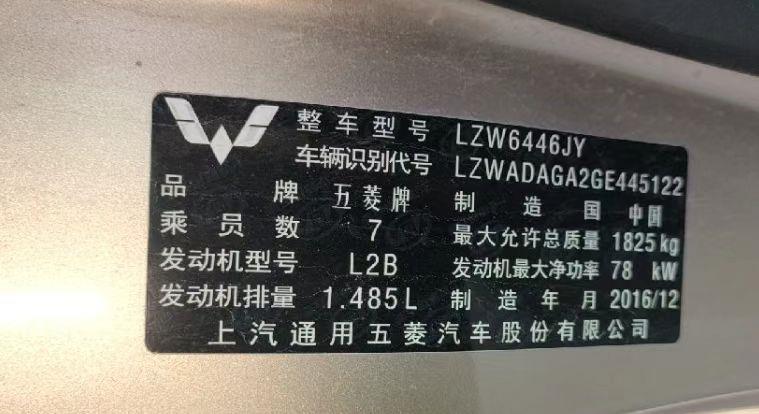 整车型号 LZW6446JY
车辆识别代号 LZWADAGA2GE445122
品牌 五菱牌 制造国 中国
乘员数 7 最大允许总质量 1825kg
发动机型号 L2B 发动机最大净功率 78 kW
发动机排量 1.485L 制造年月 2016/12
上汽通用五菱汽车股份有限公司